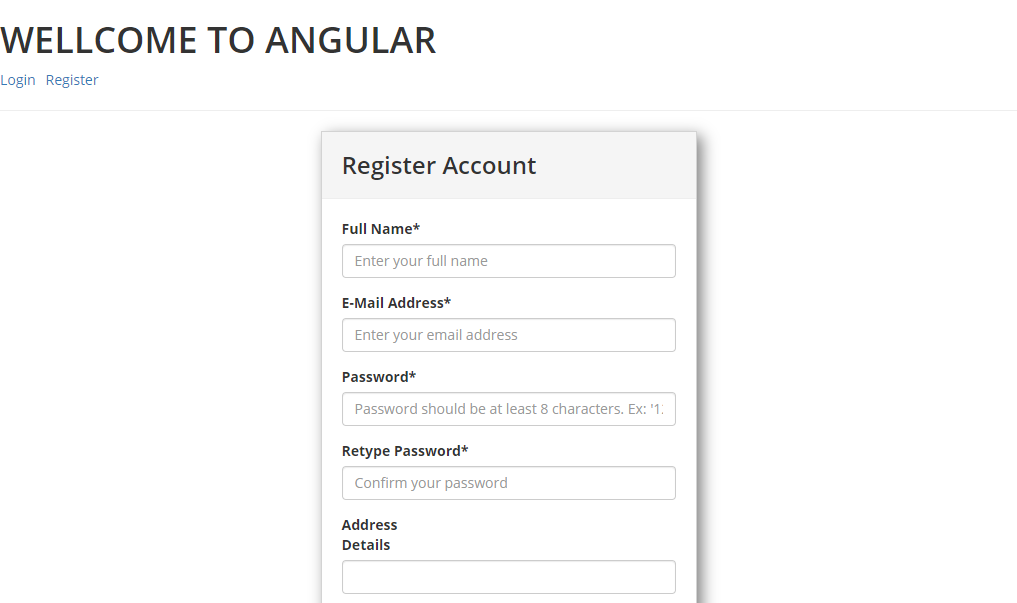 WELLCOME TO ANGULAR
Login Register
Register Account
Full Name*
Enter your full name
E-Mail Address*
Enter your email address
Password*
Password should be at least 8 characters. Ex: '1
Retype Password*
Confirm your password
Address
Details